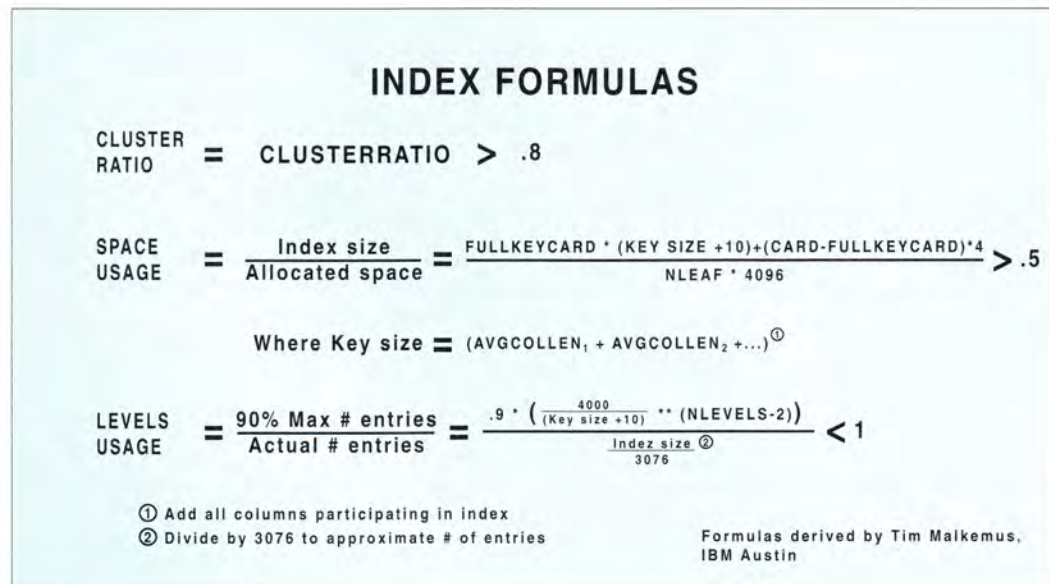 INDEX FORMULAS
CLUSTER
RATIO
= CLUSTERRATIO > .8
SPACE
USAGE
= Index size / Allocated space = FULLKEYCARD * (KEY SIZE +10)+(CARD-FULLKEYCARD)*4 / NLEAF * 4096 > .5
Where Key size = (AVGCOLLEN₁ + AVGCOLLEN₂ +...)①
LEVELS
USAGE
= 90% Max # entries / Actual # entries = .9 * ( 4000 / (Key size +10) ** (NLEVELS-2)) / Indez size ② / 3076 < 1
① Add all columns participating in index
② Divide by 3076 to approximate # of entries
Formulas derived by Tim Malkemus,
IBM Austin